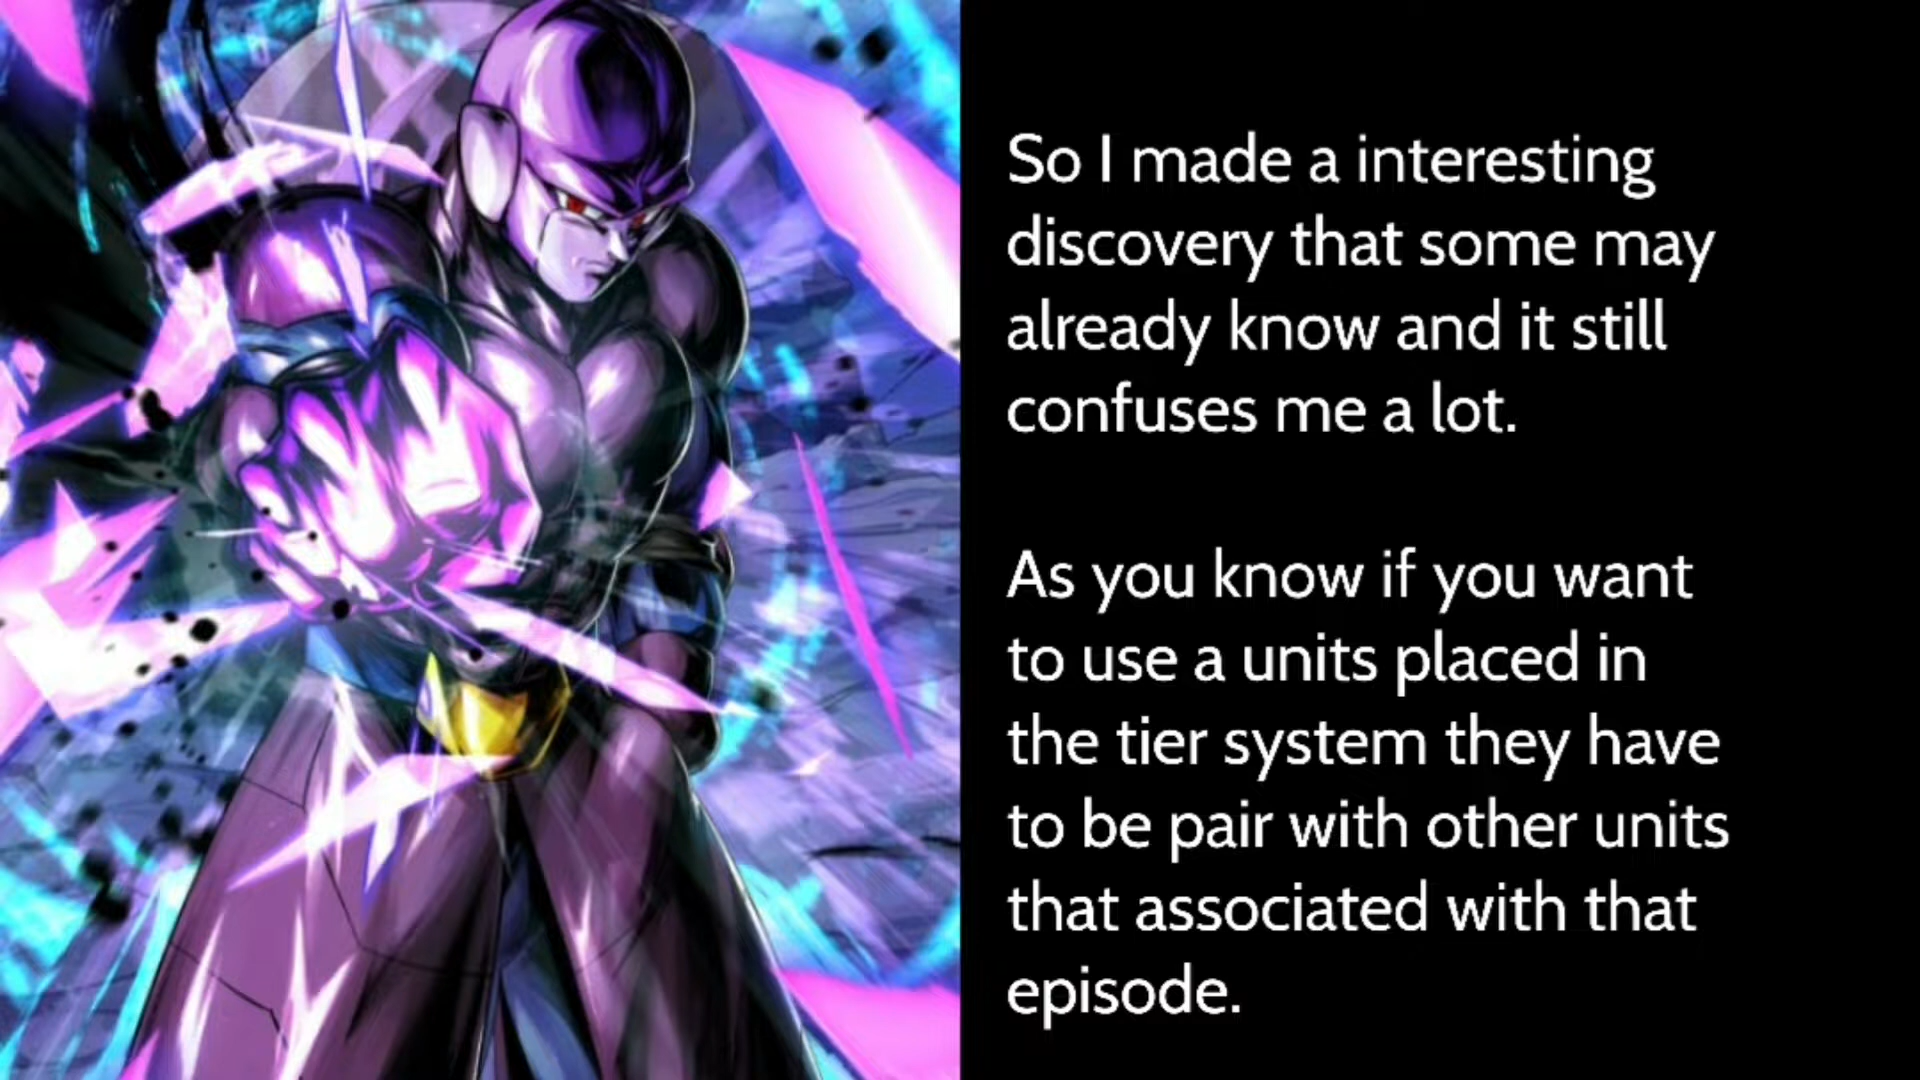 So I made a interesting
discovery that some may
already know and it still
confuses me a lot.
As you know if you want
to use a units placed in
the tier system they have
to be pair with other units
that associated with that
episode.